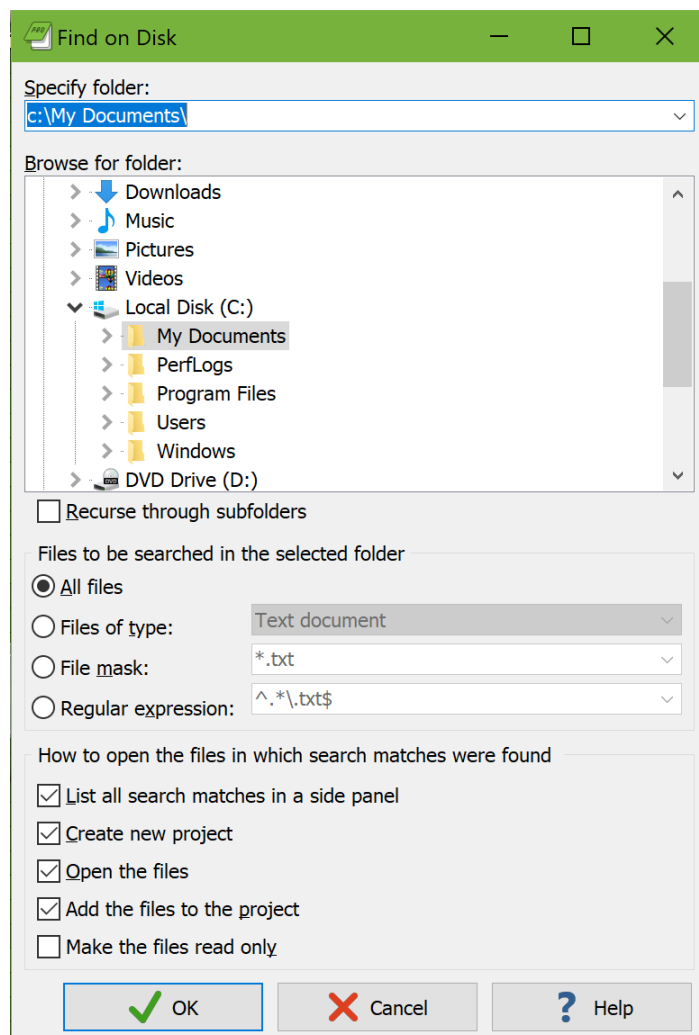 Find on Disk
Specify folder:
c:\My Documents\
Browse for folder:
Downloads
Music
Pictures
Videos
Local Disk (C:)
My Documents
PerfLogs
Program Files
Users
Windows
DVD Drive (D:)
Recurse through subfolders
Files to be searched in the selected folder
All files
Files of type: Text document
File mask: *.txt
Regular expression: ^.*\.txt$
How to open the files in which search matches were found
List all search matches in a side panel
Create new project
Open the files
Add the files to the project
Make the files read only
OK Cancel ? Help